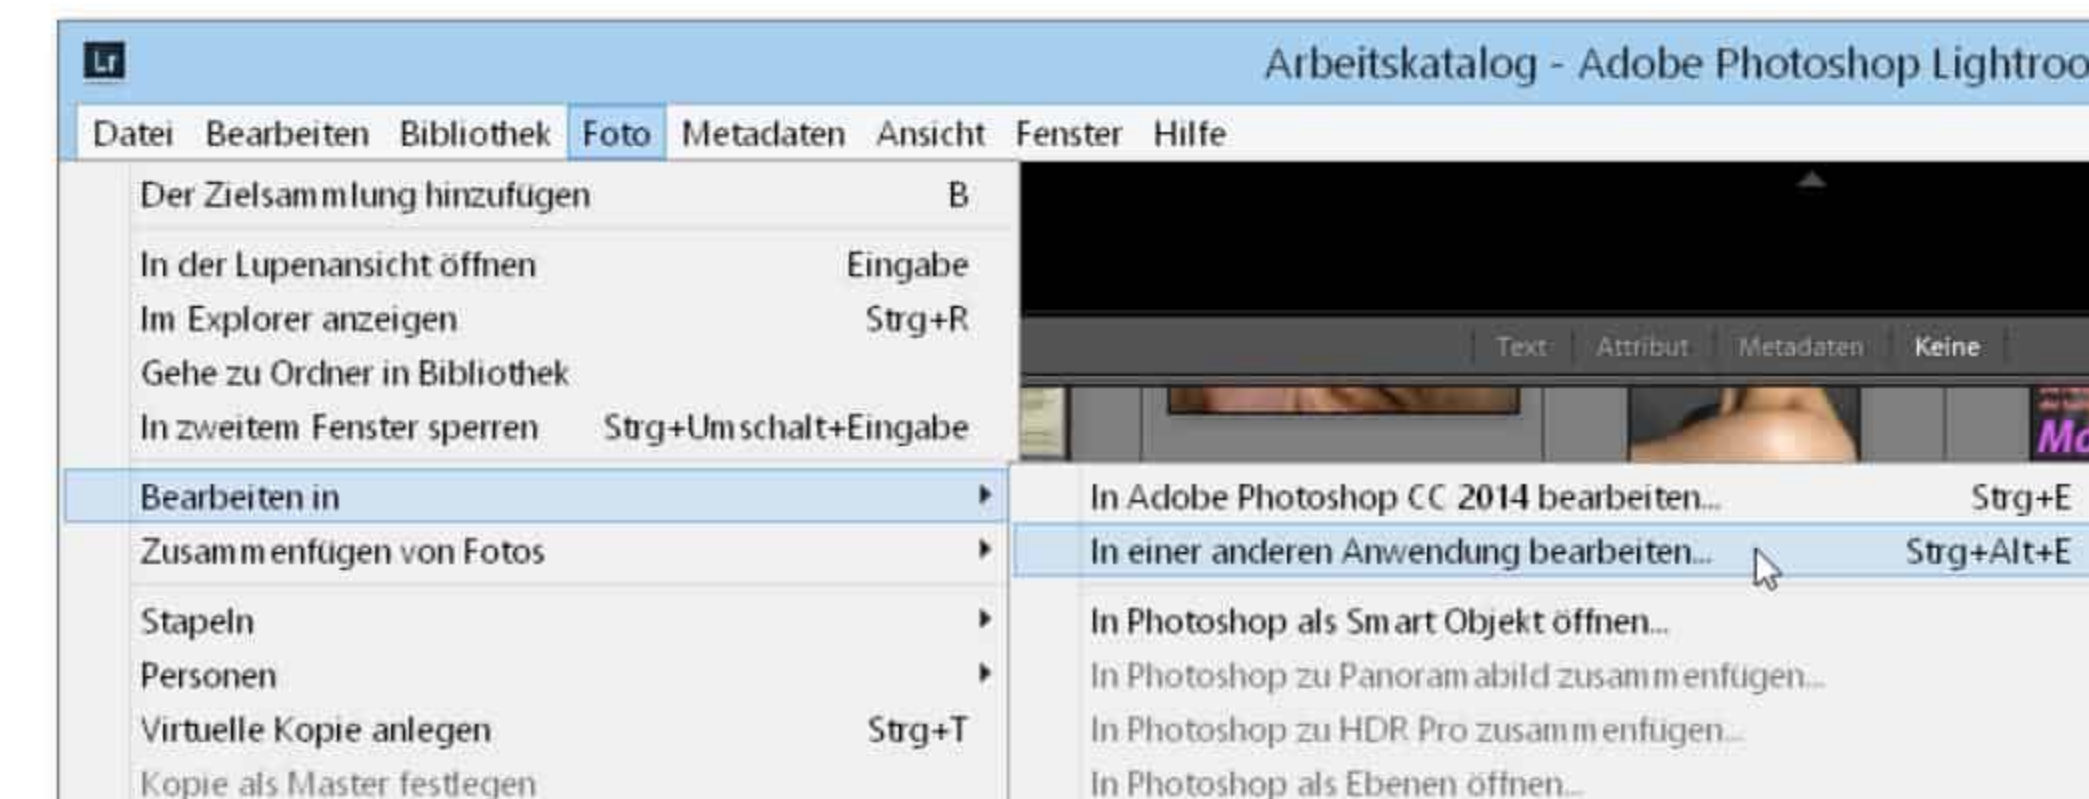 Lr
Arbeitskatalog - Adobe Photoshop Lightroo
Datei Bearbeiten Bibliothek Foto Metadaten Ansicht Fenster Hilfe
Der Zielsammlung hinzufügen B
In der Lupenansicht öffnen Eingabe
Im Explorer anzeigen Strg+R
Gehe zu Ordner in Bibliothek
In zweitem Fenster sperren Strg+Umschalt+Eingabe
Bearbeiten in
Zusammenfügen von Fotos
Stapeln
Personen
Virtuelle Kopie anlegen Strg+T
Kopie als Master festlegen
Text Attribut Metadaten Keine
Mo
In Adobe Photoshop CC 2014 bearbeiten... Strg+E
In einer anderen Anwendung bearbeiten... Strg+Alt+E
In Photoshop als Smart Objekt öffnen...
In Photoshop zu Panoramabild zusammenfügen...
In Photoshop zu HDR Pro zusammenfügen...
In Photoshop als Ebenen öffnen...